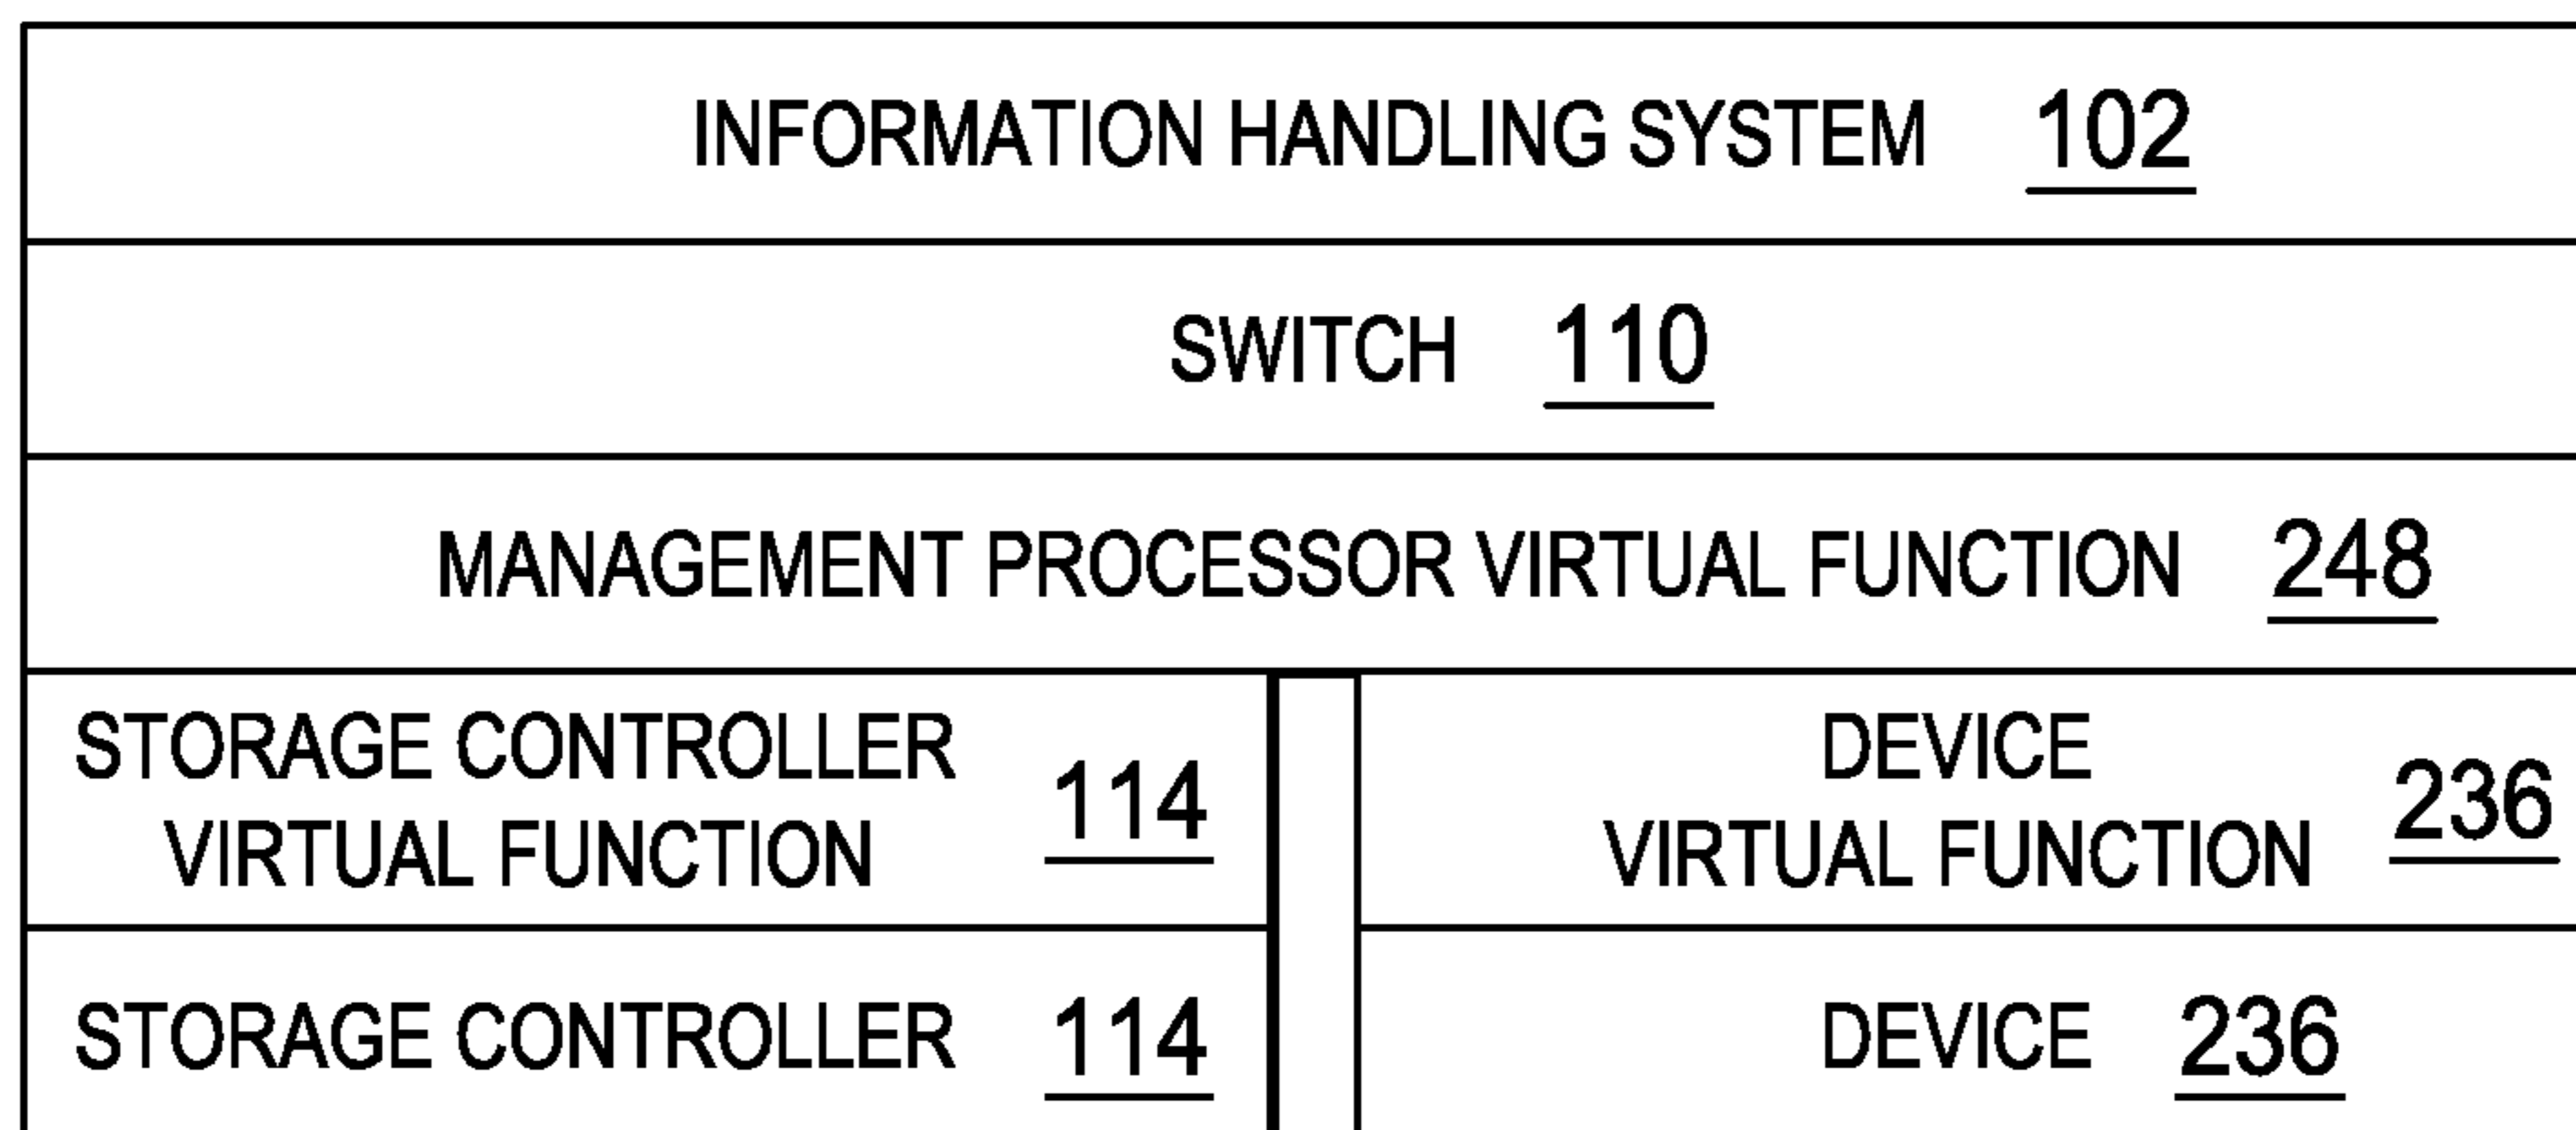 INFORMATION HANDLING SYSTEM 102
SWITCH 110
MANAGEMENT PROCESSOR VIRTUAL FUNCTION 248
STORAGE CONTROLLER
VIRTUAL FUNCTION 114
DEVICE
VIRTUAL FUNCTION 236
STORAGE CONTROLLER 114
DEVICE 236